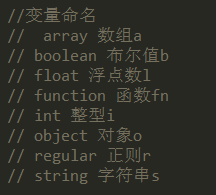 //变量命名
//  array 数组a
// boolean 布尔值b
// float 浮点数l
// function 函数fn
// int 整型i
// object 对象o
// regular 正则r
// string 字符串s